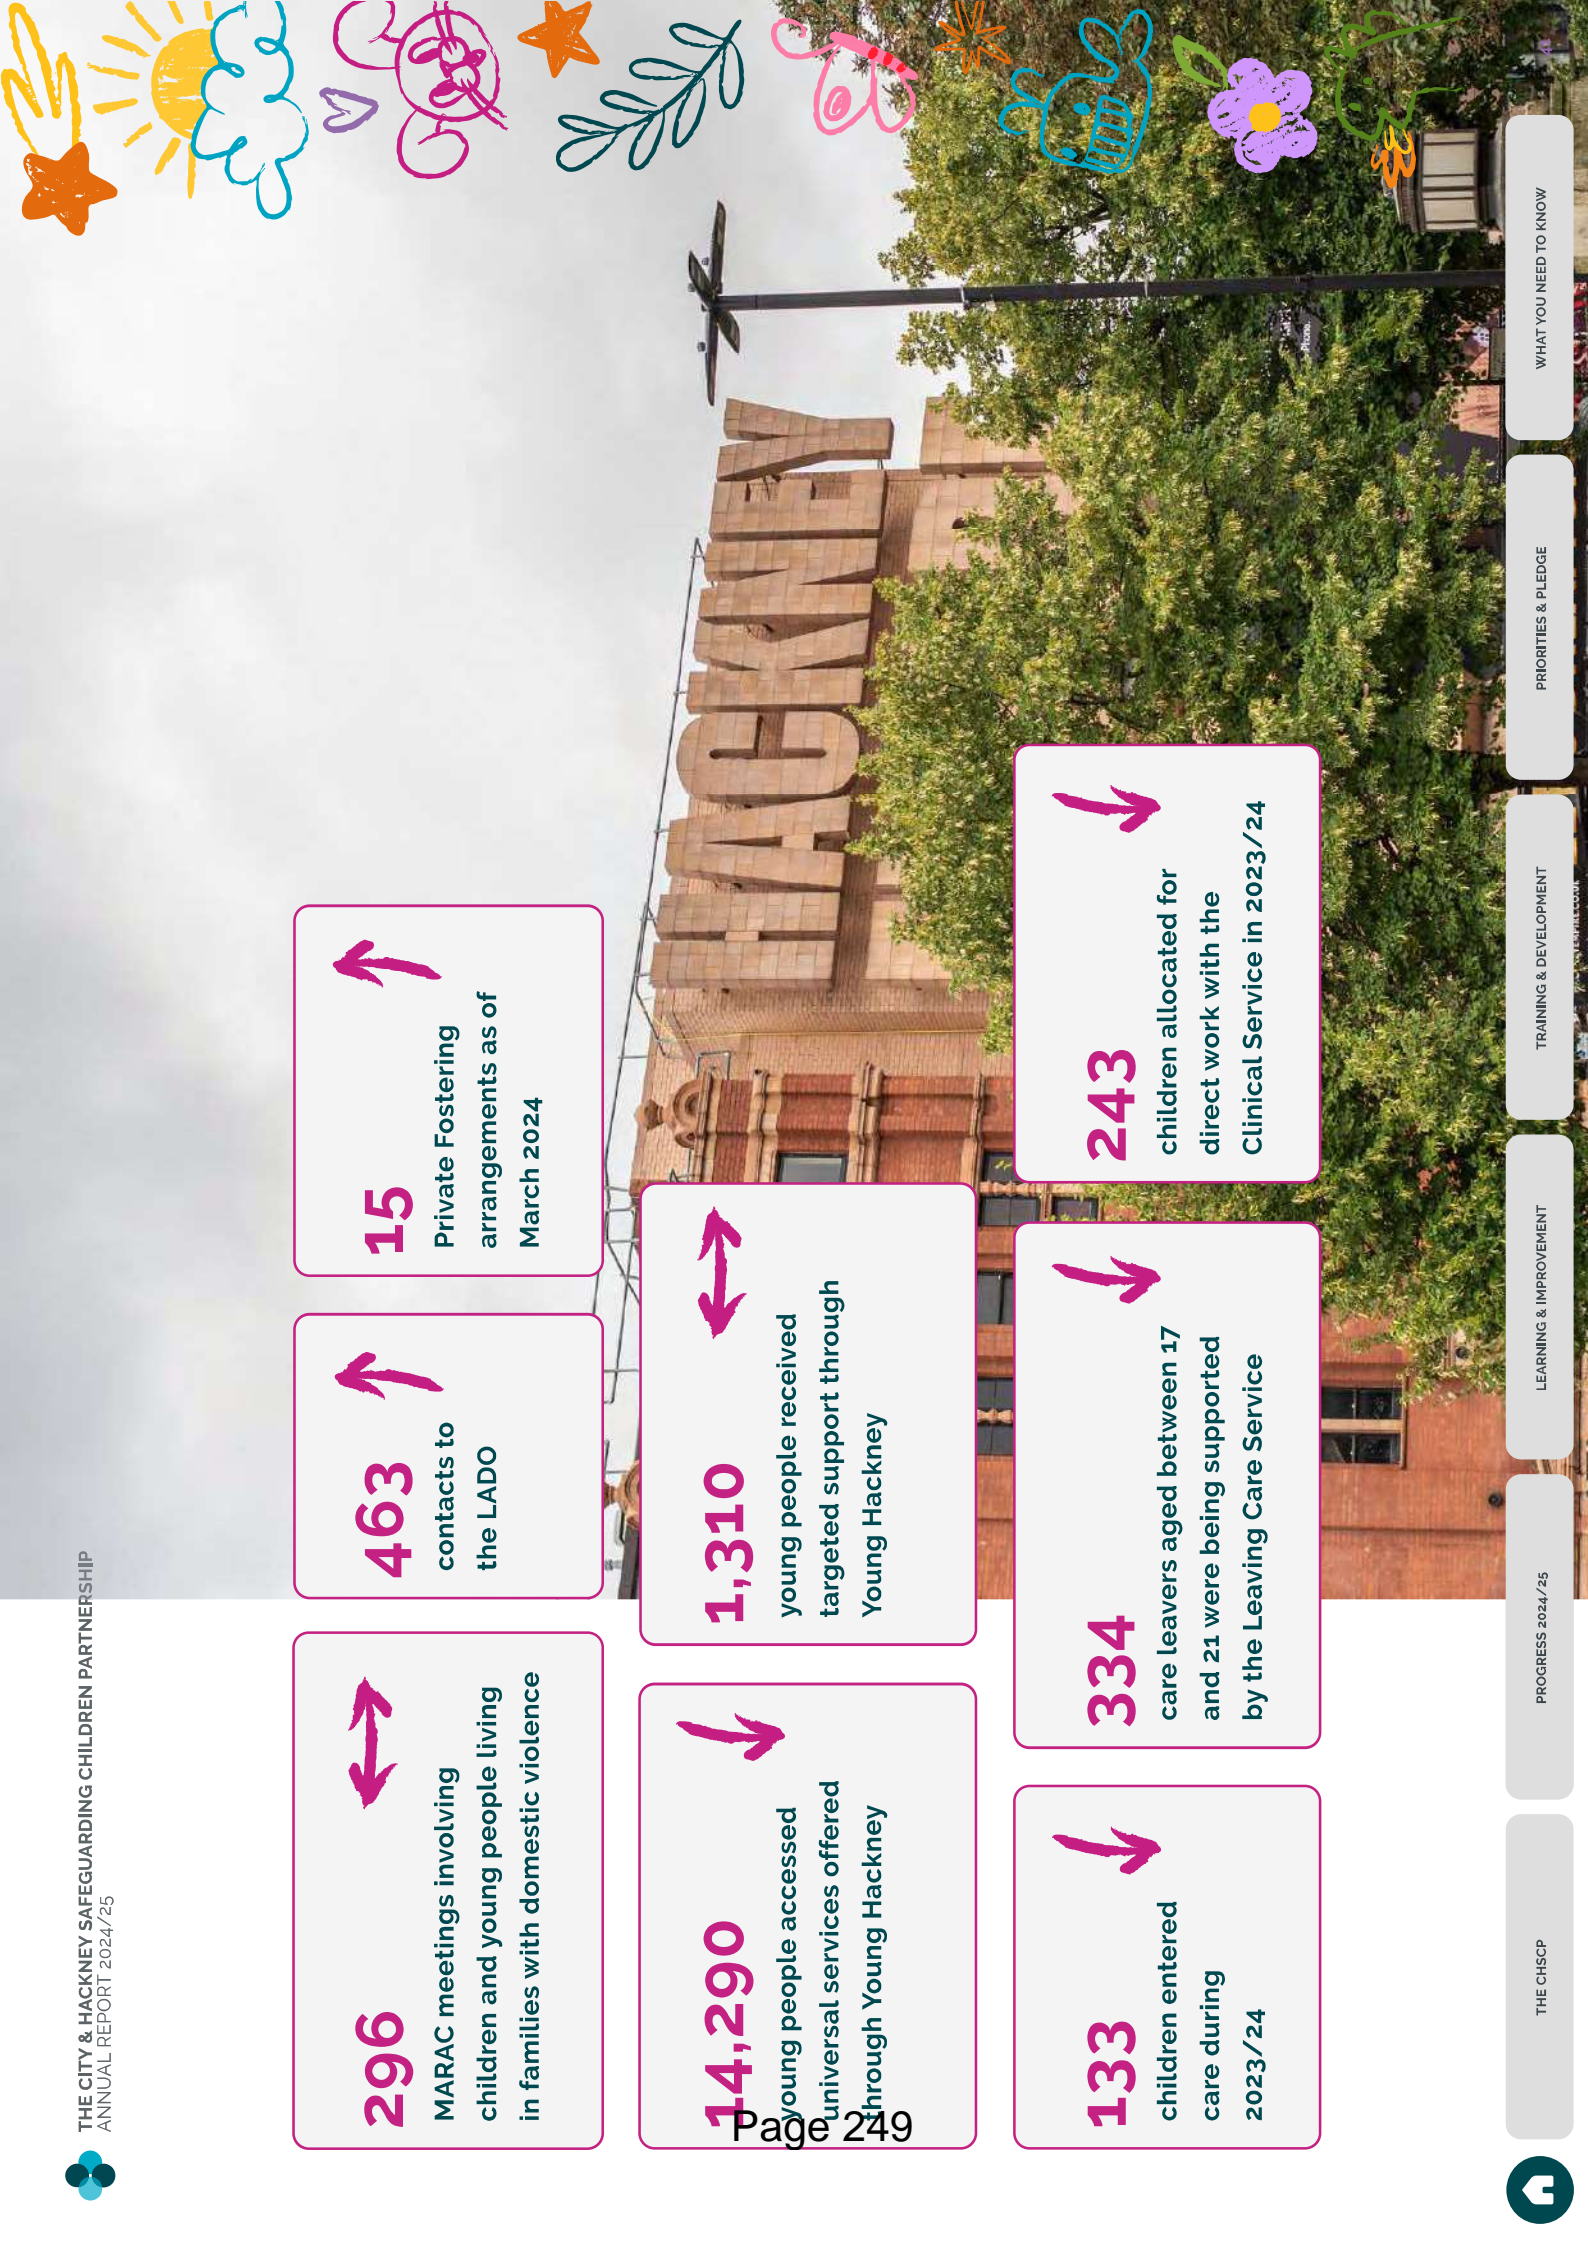 THE CITY & HACKNEY SAFEGUARDING CHILDREN PARTNERSHIP
ANNUAL REPORT 2024/25
296
MARAC meetings involving
children and young people living
in families with domestic violence
463
contacts to
the LADO
15
Private Fostering
arrangements as of
March 2024
14,290
young people accessed
universal services offered
through Young Hackney
1,310
young people received
targeted support through
Young Hackney
133
children entered
care during
2023/24
334
care leavers aged between 17
and 21 were being supported
by the Leaving Care Service
243
children allocated for
direct work with the
Clinical Service in 2023/24
HACKNEY
Phone.
THE CHSCP
PROGRESS 2024/25
LEARNING & IMPROVEMENT
TRAINING & DEVELOPMENT
PRIORITIES & PLEDGE
WHAT YOU NEED TO KNOW
Page 249